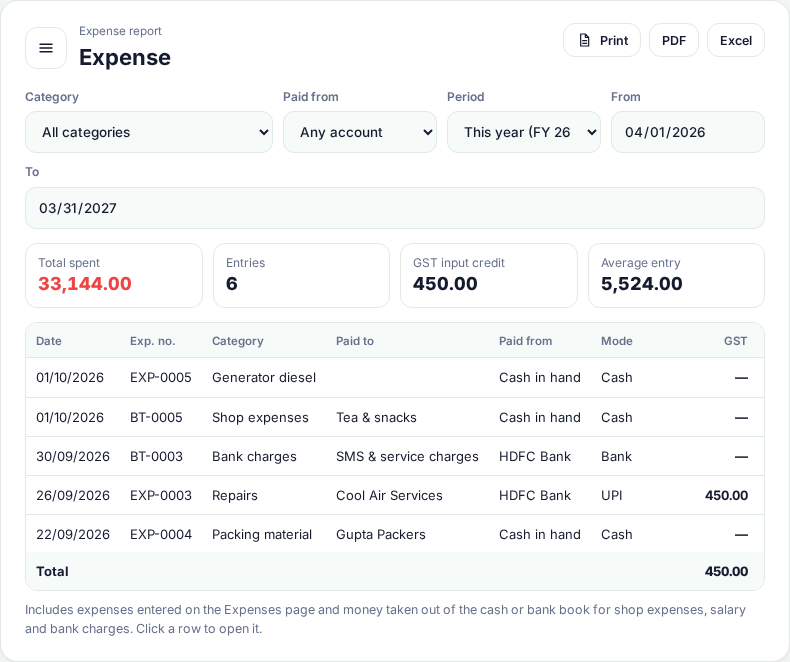 Expense report
Expense
Print
PDF
Excel
Category
Paid from
Period
From
All categories
Any account
This year (FY 26
04/01/2026
To
03/31/2027
Total spent
Entries
GST input credit
Average entry
33,144.00
6
450.00
5,524.00
Date Exp. no. Category Paid to Paid from Mode GST
01/10/2026 EXP-0005 Generator diesel Cash in hand Cash —
01/10/2026 BT-0005 Shop expenses Tea & snacks Cash in hand Cash —
30/09/2026 BT-0003 Bank charges SMS & service charges HDFC Bank Bank —
26/09/2026 EXP-0003 Repairs Cool Air Services HDFC Bank UPI 450.00
22/09/2026 EXP-0004 Packing material Gupta Packers Cash in hand Cash —
Total 450.00
Includes expenses entered on the Expenses page and money taken out of the cash or bank book for shop expenses, salary
and bank charges. Click a row to open it.